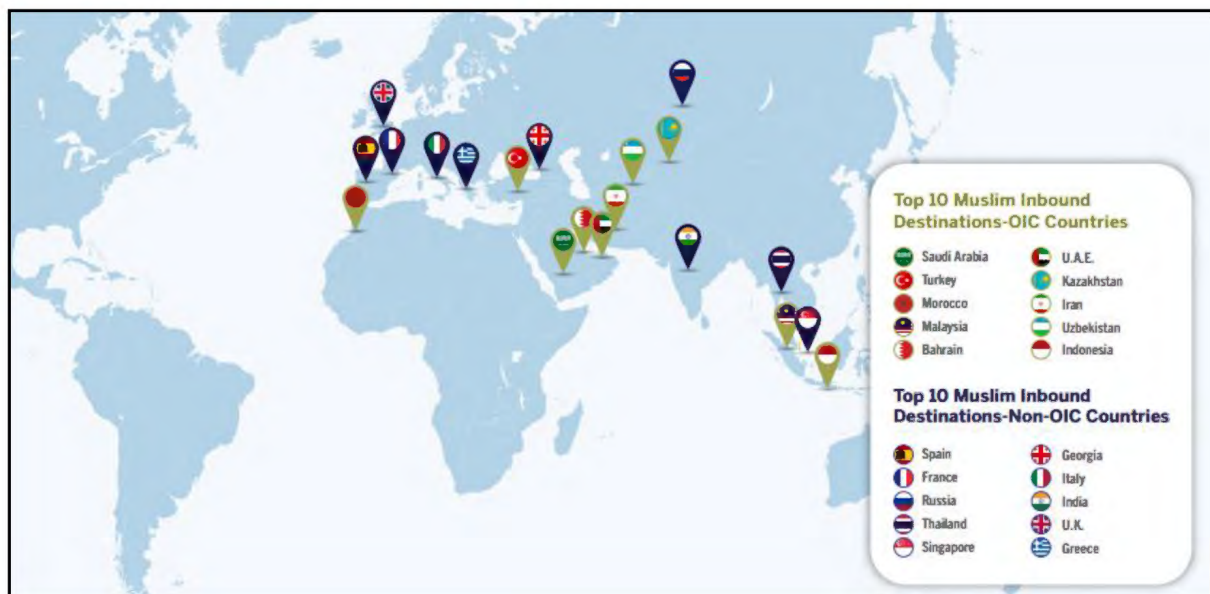 Top 10 Muslim Inbound
Destinations-OIC Countries
Saudi Arabia
Turkey
Morocco
Malaysia
Bahrain
U.A.E.
Kazakhstan
Iran
Uzbekistan
Indonesia
Top 10 Muslim Inbound
Destinations-Non-OIC Countries
Spain
France
Russia
Thailand
Singapore
Georgia
Italy
India
U.K.
Greece